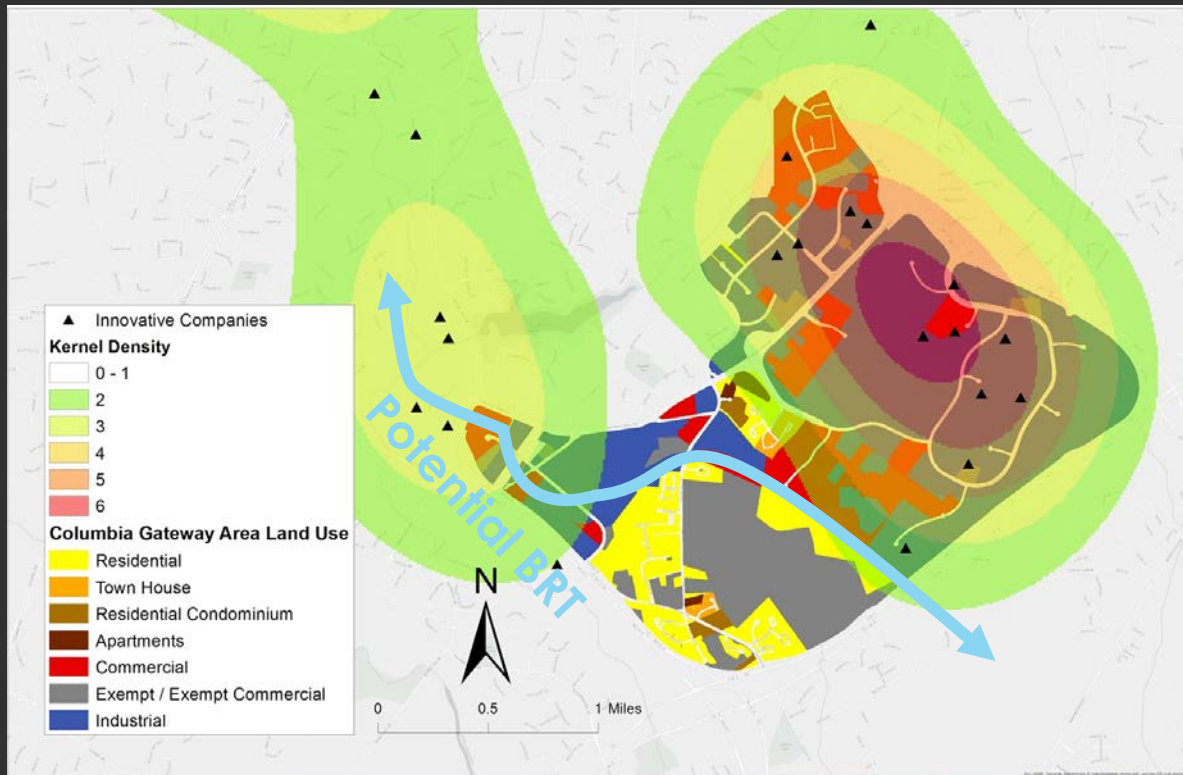 Innovative Companies
Kernel Density
0 - 1
2
3
4
5
6
Columbia Gateway Area Land Use
Residential
Town House
Residential Condominium
Apartments
Commercial
Exempt / Exempt Commercial
Industrial
Potential BRT
N
0 0.5 1 Miles